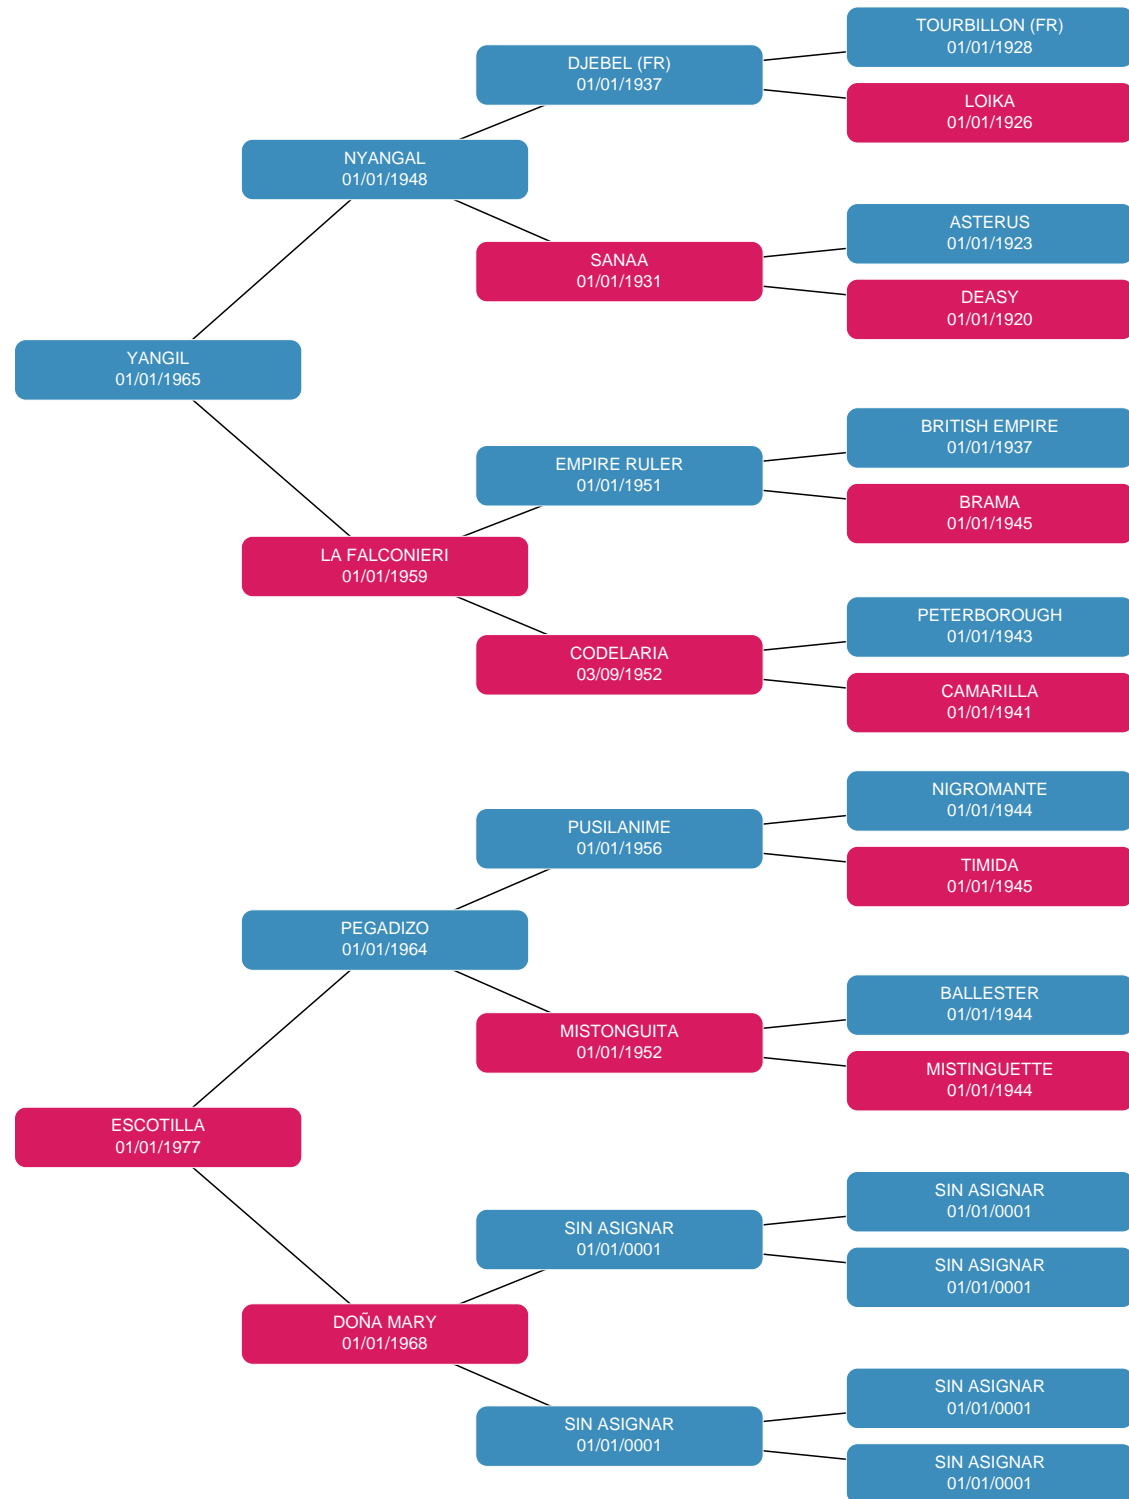 TOURBILLON (FR)
01/01/1928
DJEBEL (FR)
01/01/1937
LOIKA
01/01/1926
NYANGAL
01/01/1948
ASTERUS
01/01/1923
SANAA
01/01/1931
DEASY
01/01/1920
YANGIL
01/01/1965
BRITISH EMPIRE
01/01/1937
EMPIRE RULER
01/01/1951
BRAMA
01/01/1945
LA FALCONIERI
01/01/1959
PETERBOROUGH
01/01/1943
CODELARIA
03/09/1952
CAMARILLA
01/01/1941
NIGROMANTE
01/01/1944
PUSILANIME
01/01/1956
TIMIDA
01/01/1945
PEGADIZO
01/01/1964
BALLESTER
01/01/1944
MISTONGUITA
01/01/1952
MISTINGUETTE
01/01/1944
ESCOTILLA
01/01/1977
SIN ASIGNAR
01/01/0001
SIN ASIGNAR
01/01/0001
SIN ASIGNAR
01/01/0001
DOÑA MARY
01/01/1968
SIN ASIGNAR
01/01/0001
SIN ASIGNAR
01/01/0001
SIN ASIGNAR
01/01/0001